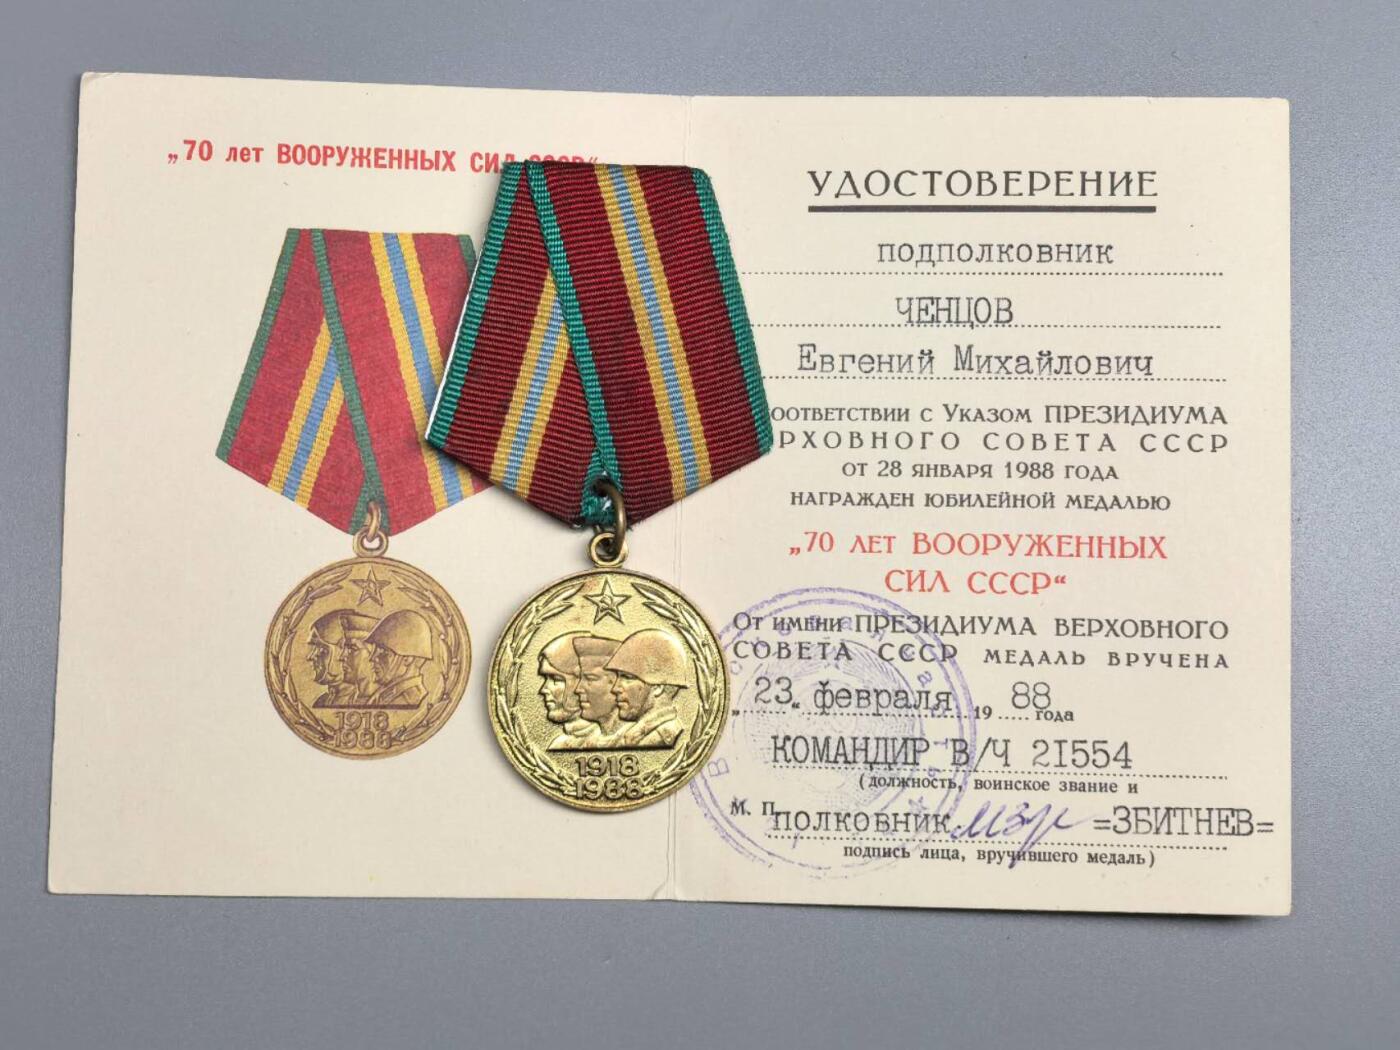 „70 лет ВООРУЖЕННЫХ СИЛ СССР“
1918
1988
1918
1988
УДОСТОВЕРЕНИЕ
ПОДПОЛКОВНИК
ЧЕНЦОВ
Евгений Михайлович
ООТВЕТСТВИИ С УКАЗОМ ПРЕЗИДИУМА
РХОВНОГО СОВЕТА СССР
ОТ 28 ЯНВАРЯ 1988 ГОДА
НАГРАЖДЕН ЮБИЛЕЙНОЙ МЕДАЛЬЮ
„70 ЛЕТ ВООРУЖЕННЫХ
СИЛ СССР“
ОТ ИМЕНИ ПРЕЗИДИУМА ВЕРХОВНОГО
СОВЕТА СССР МЕДАЛЬ ВРУЧЕНА
„23“ февраля 19 88 года
КОМАНДИР В/Ч 2I554
(должность, воинское звание и
М. П. ПОЛКОВНИК =ЗБИТНЕВ=
подпись лица, вручившего медаль)